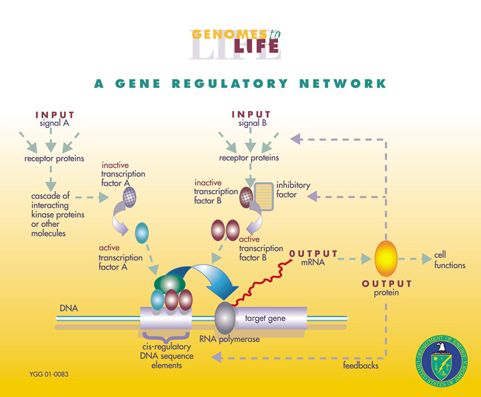 GENOMES to
LIFE
A GENE REGULATORY NETWORK
INPUT
signal A
receptor proteins
cascade of
interacting
kinase proteins
or other
molecules
inactive
transcription
factor A
active
transcription
factor A
INPUT
signal B
receptor proteins
inactive
transcription
factor B
inhibitory
factor
active
transcription
factor B
OUTPUT
mRNA
OUTPUT
protein
cell
functions
DNA
target gene
RNA polymerase
cis-regulatory
DNA sequence
elements
feedbacks
YGG 01-0083